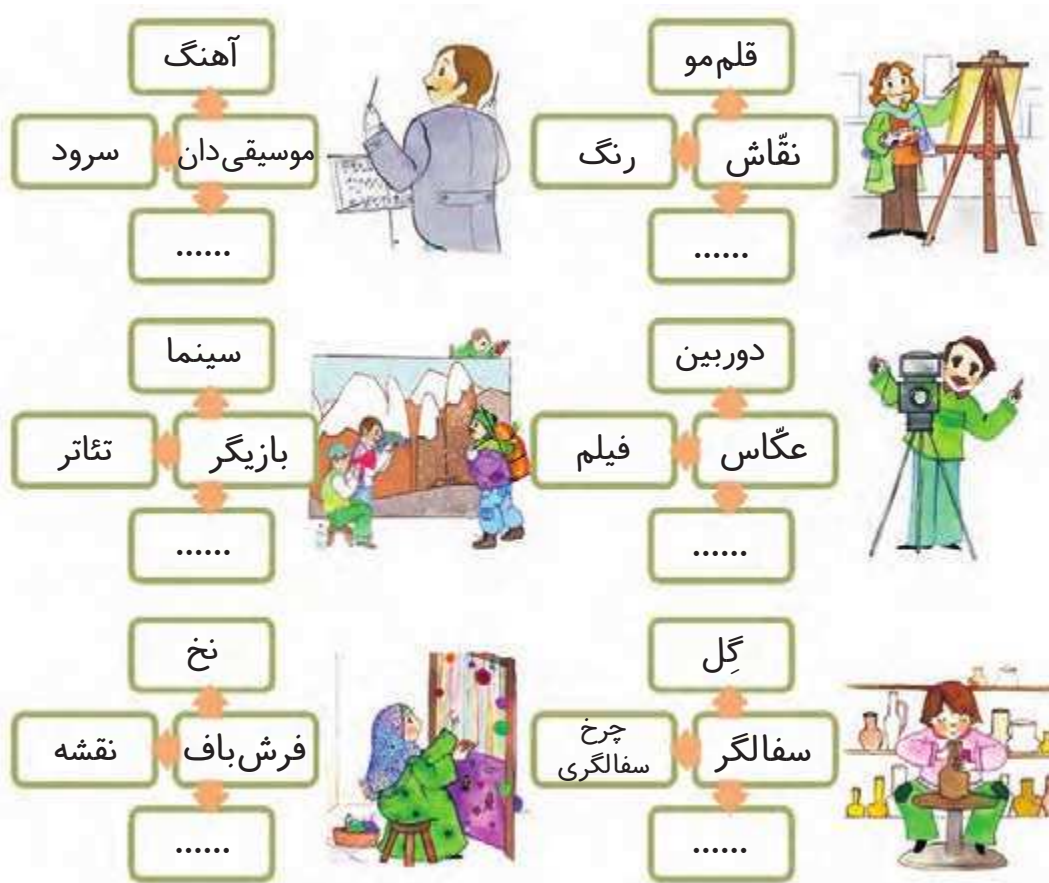 قلم‌مو
نقّاش
رنگ
......
آهنگ
موسیقی‌دان
سرود
......
دوربین
عکّاس
فیلم
......
سینما
بازیگر
تئاتر
......
گِل
سفالگر
چرخ
سفالگری
......
نخ
فرش‌باف
نقشه
......